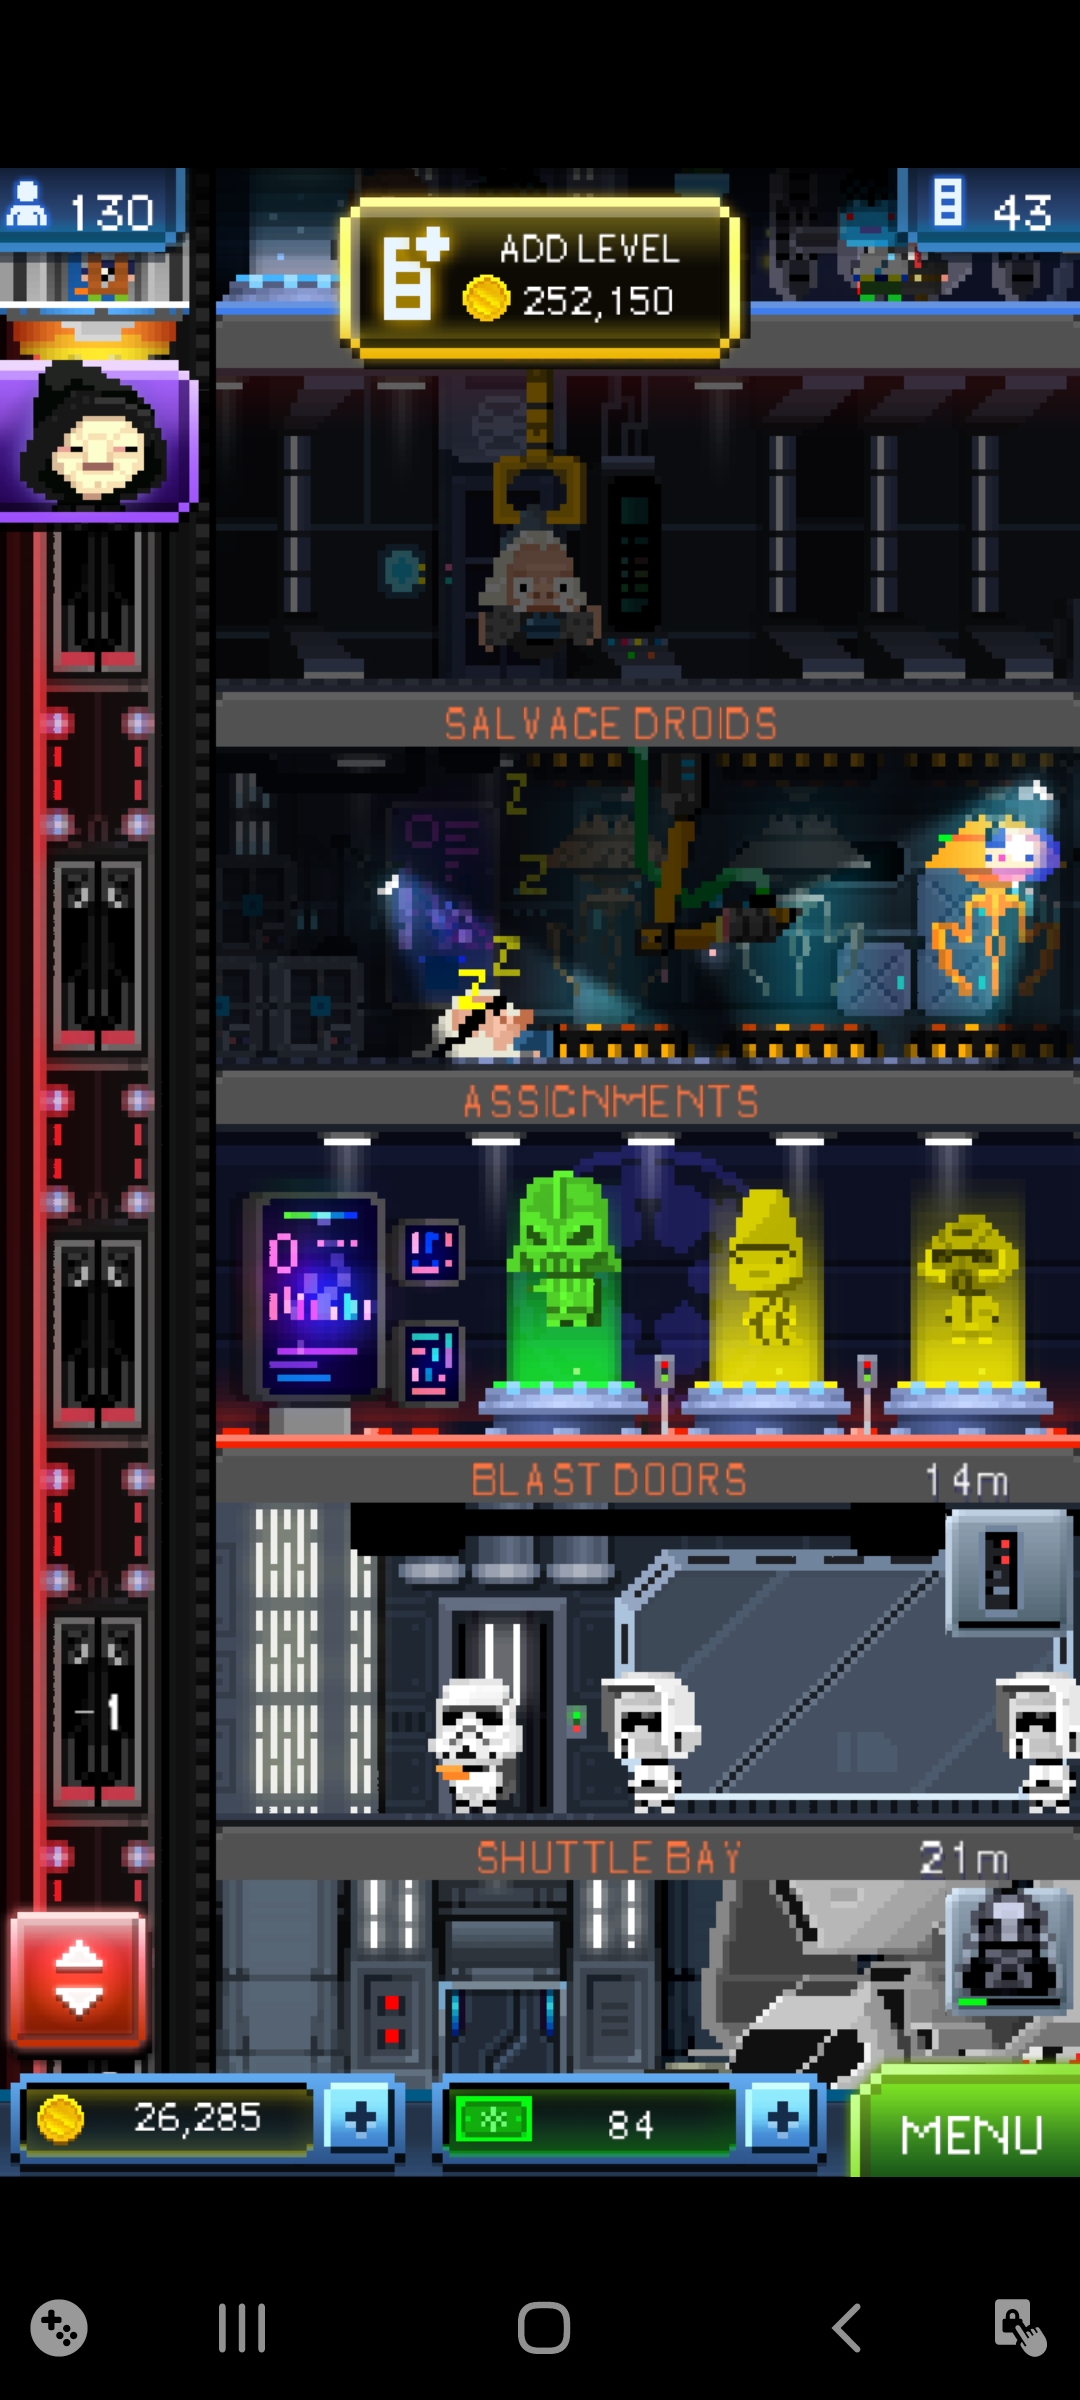 130
ADD LEVEL
252,150
43
SALVAGE DROIDS
Z
Z
Z
Z
ASSIGNMENTS
BLAST DOORS 14m
-1
SHUTTLE BAY 21m
26,285
84
MENU